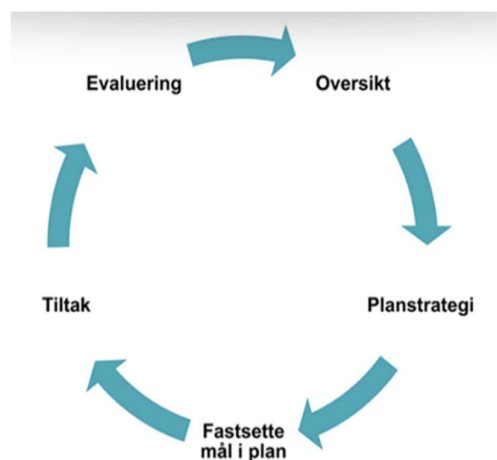 Evaluering
Oversikt
Planstrategi
Fastsette
mål i plan
Tiltak